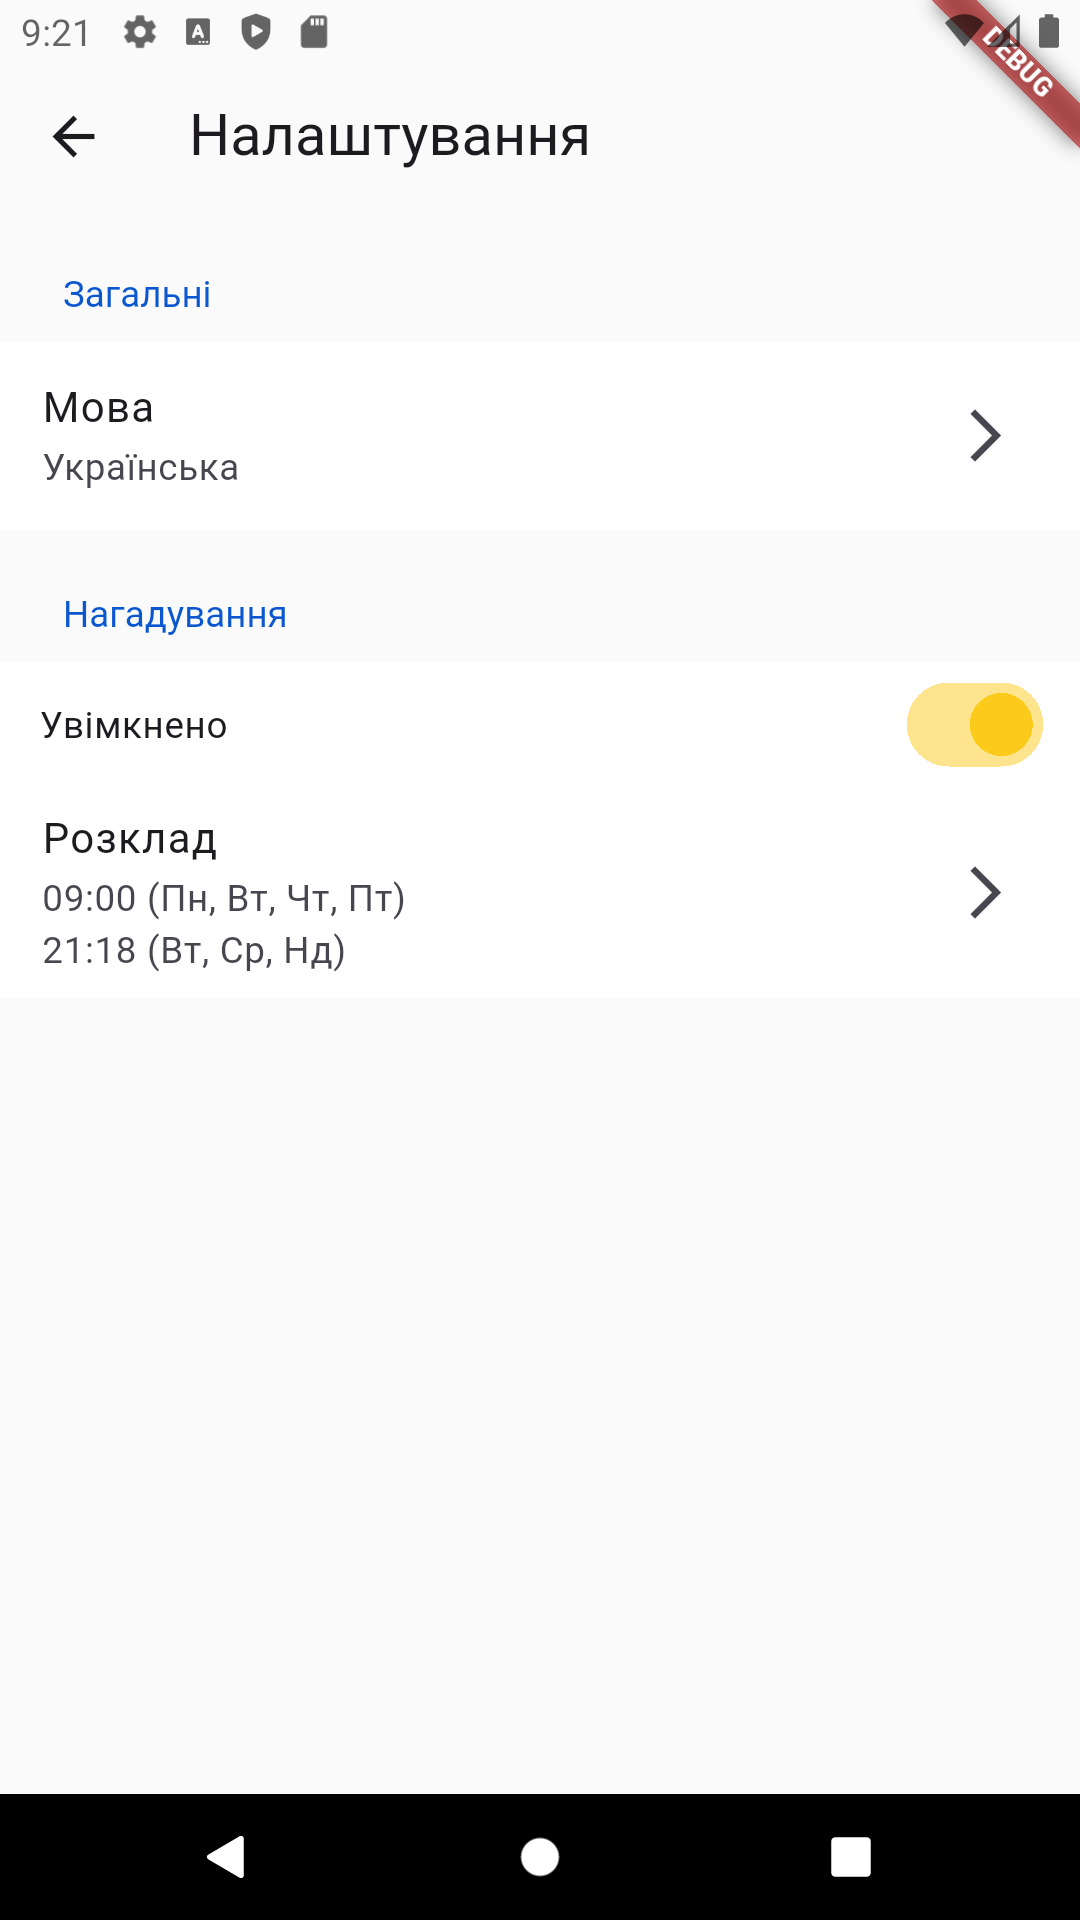 9:21
DEBUG
Налаштування
Загальні
Мова
Українська
Нагадування
Увімкнено
Розклад
09:00 (Пн, Вт, Чт, Пт)
21:18 (Вт, Ср, Нд)